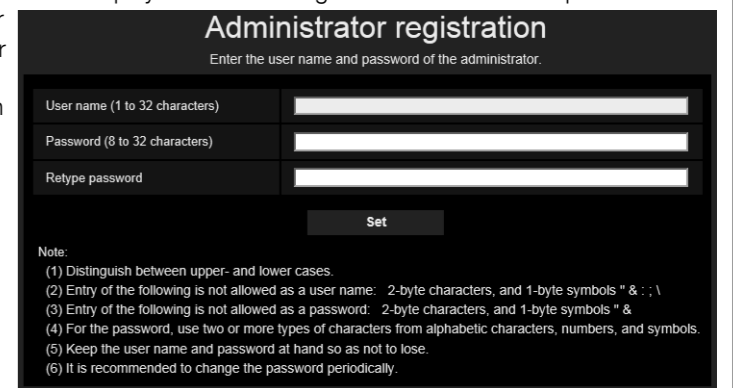 Administrator registration
Enter the user name and password of the administrator.
User name (1 to 32 characters)
Password (8 to 32 characters)
Retype password
Set
Note:
(1) Distinguish between upper- and lower cases.
(2) Entry of the following is not allowed as a user name: 2-byte characters, and 1-byte symbols " & : ; \
(3) Entry of the following is not allowed as a password: 2-byte characters, and 1-byte symbols " &
(4) For the password, use two or more types of characters from alphabetic characters, numbers, and symbols.
(5) Keep the user name and password at hand so as not to lose.
(6) It is recommended to change the password periodically.